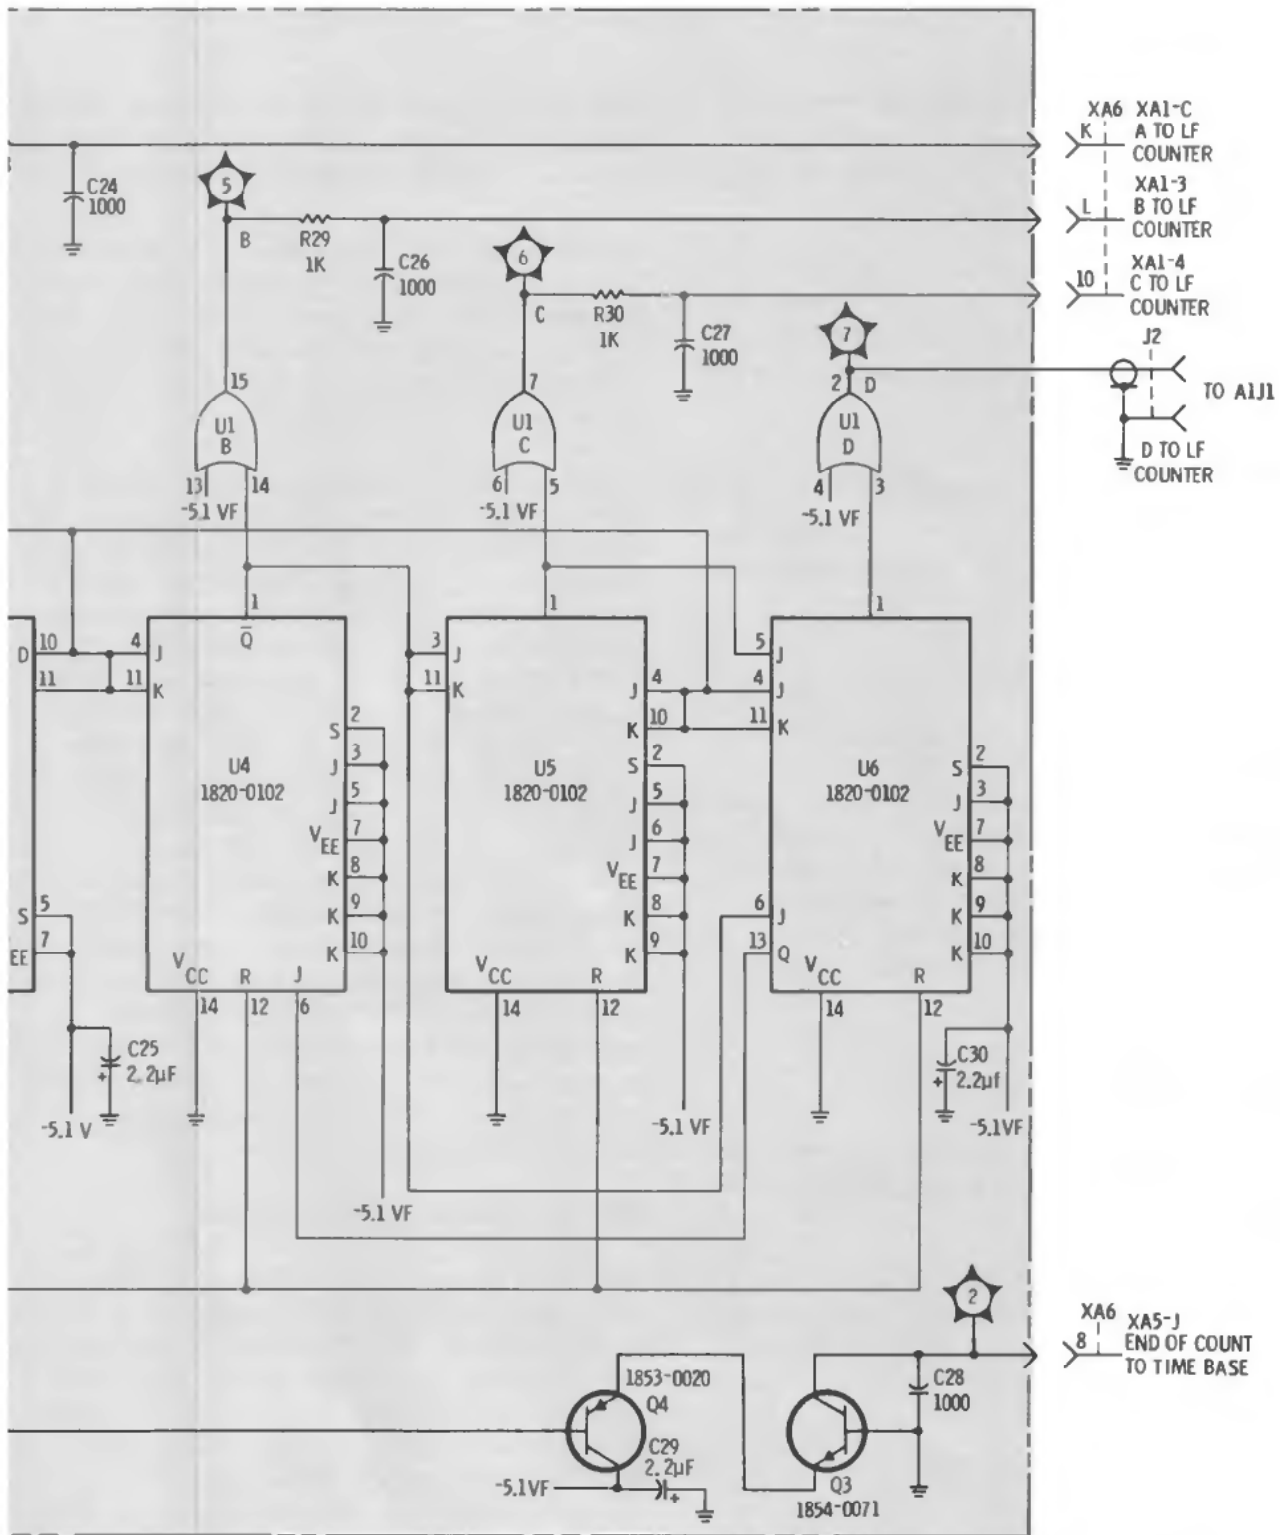 XA6 XA1-C
K A TO LF
COUNTER
XA1-3
L B TO LF
COUNTER
XA1-4
10 C TO LF
COUNTER
J2
TO A1J1
D TO LF
COUNTER
C24
1000
5
B
R29
1K
C26
1000
6
C
R30
1K
C27
1000
7
2 D
15
U1
B
13 14
-5.1 VF
7
U1
C
6 5
-5.1 VF
U1
D
4 3
-5.1 VF
D 10
11
S 5
EE 7
C25
2.2µF
+
-5.1 V
1
Q̅
4 J
11 K
2 S
3 J
5 J
7 VEE
8 K
9 K
10 K
U4
1820-0102
VCC R J
14 12 6
-5.1 VF
1
3 J
11 K
4 J
10 K
2 S
5 J
6 J
7 VEE
8 K
9 K
U5
1820-0102
VCC R
14 12
-5.1 VF
1
5 J
4 J
11 K
6 J
13 Q
2 S
3 J
7 VEE
8 K
9 K
10 K
U6
1820-0102
VCC R
14 12
C30
2.2µf
+
-5.1VF
2
XA6
8 XA5-J
END OF COUNT
TO TIME BASE
1853-0020
Q4
C29
2.2µF
+
-5.1VF
C28
1000
Q3
1854-0071